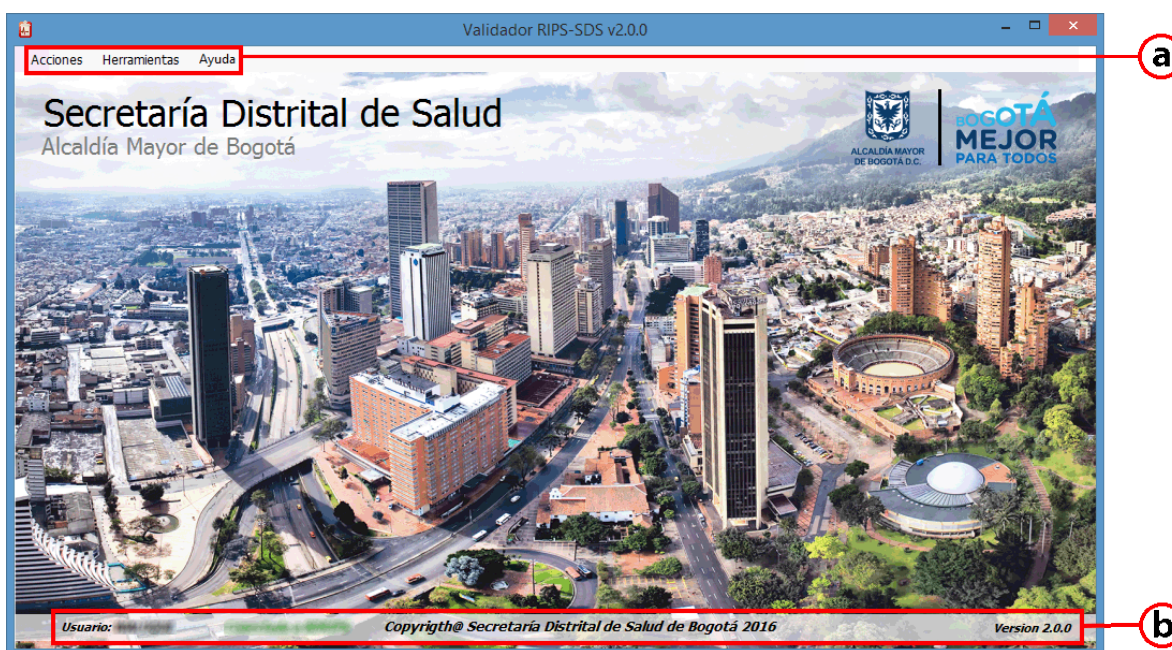 Validador RIPS-SDS v2.0.0
Acciones Herramientas Ayuda
a
Secretaría Distrital de Salud
Alcaldía Mayor de Bogotá
ALCALDÍA MAYOR
DE BOGOTÁ D.C.
BOGOTÁ
MEJOR
PARA TODOS
Usuario: Copyrigth@ Secretaría Distrital de Salud de Bogotá 2016 Version 2.0.0
b